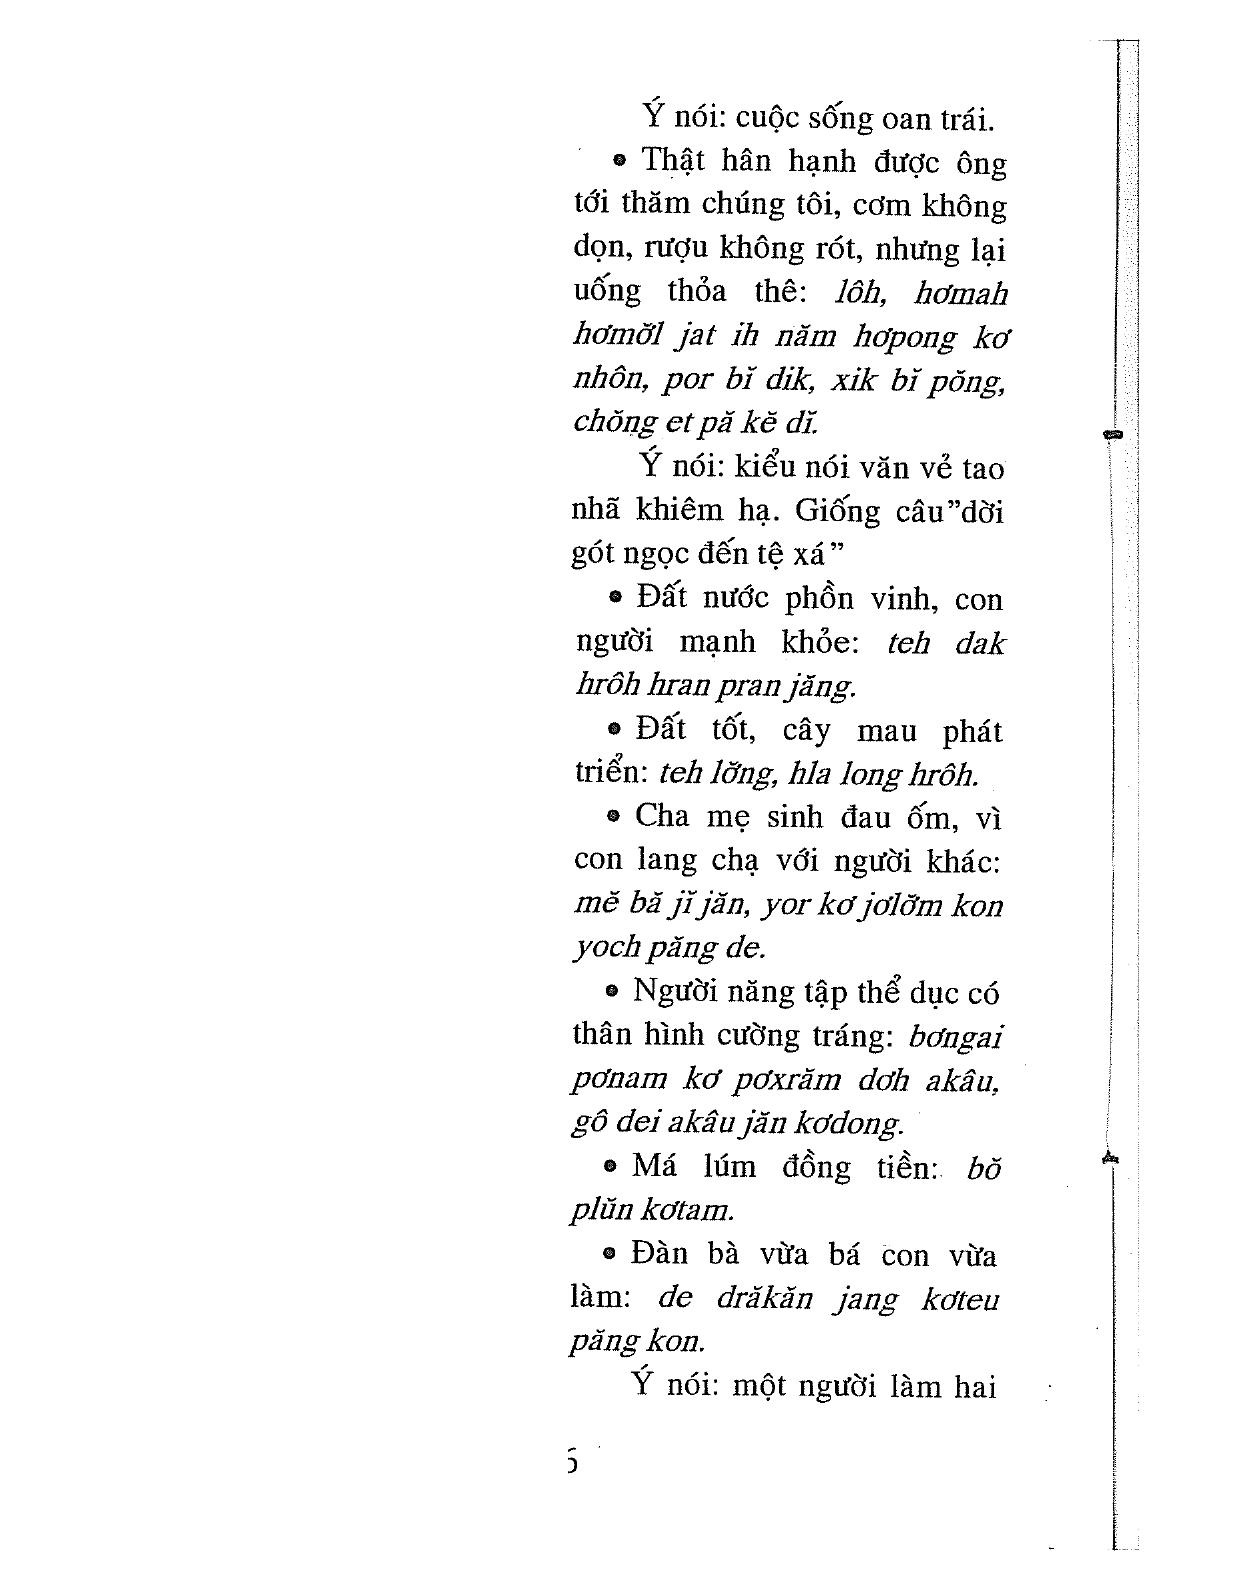 Ý nói: cuộc sống oan trái.
• Thật hân hạnh được ông
tới thăm chúng tôi, cơm không
dọn, rượu không rót, nhưng lại
uống thỏa thê: lôh, hơmah
hơmơ̆l jat ih năm hơpong kơ
nhôn, por bĭ dik, xik bĭ pŏng,
chŏng et pă kĕ dĭ.
Ý nói: kiểu nói văn vẻ tao
nhã khiêm hạ. Giống câu”dời
gót ngọc đến tệ xá”
• Đất nước phồn vinh, con
người mạnh khỏe: teh dak
hrôh hran pran jăng.
• Đất tốt, cây mau phát
triển: teh lơ̆ng, hla long hrôh.
• Cha mẹ sinh đau ốm, vì
con lang chạ với người khác:
mĕ bă jĭ jăn, yor kơ jơlơ̆m kon
yoch păng de.
• Người năng tập thể dục có
thân hình cường tráng: bơngai
pơnam kơ pơxrăm dơh akâu,
gô dei akâu jăn kơdong.
• Má lúm đồng tiền: bŏ
plŭn kơtam.
• Đàn bà vừa bá con vừa
làm: de drăkăn jang kơteu
păng kon.
Ý nói: một người làm hai